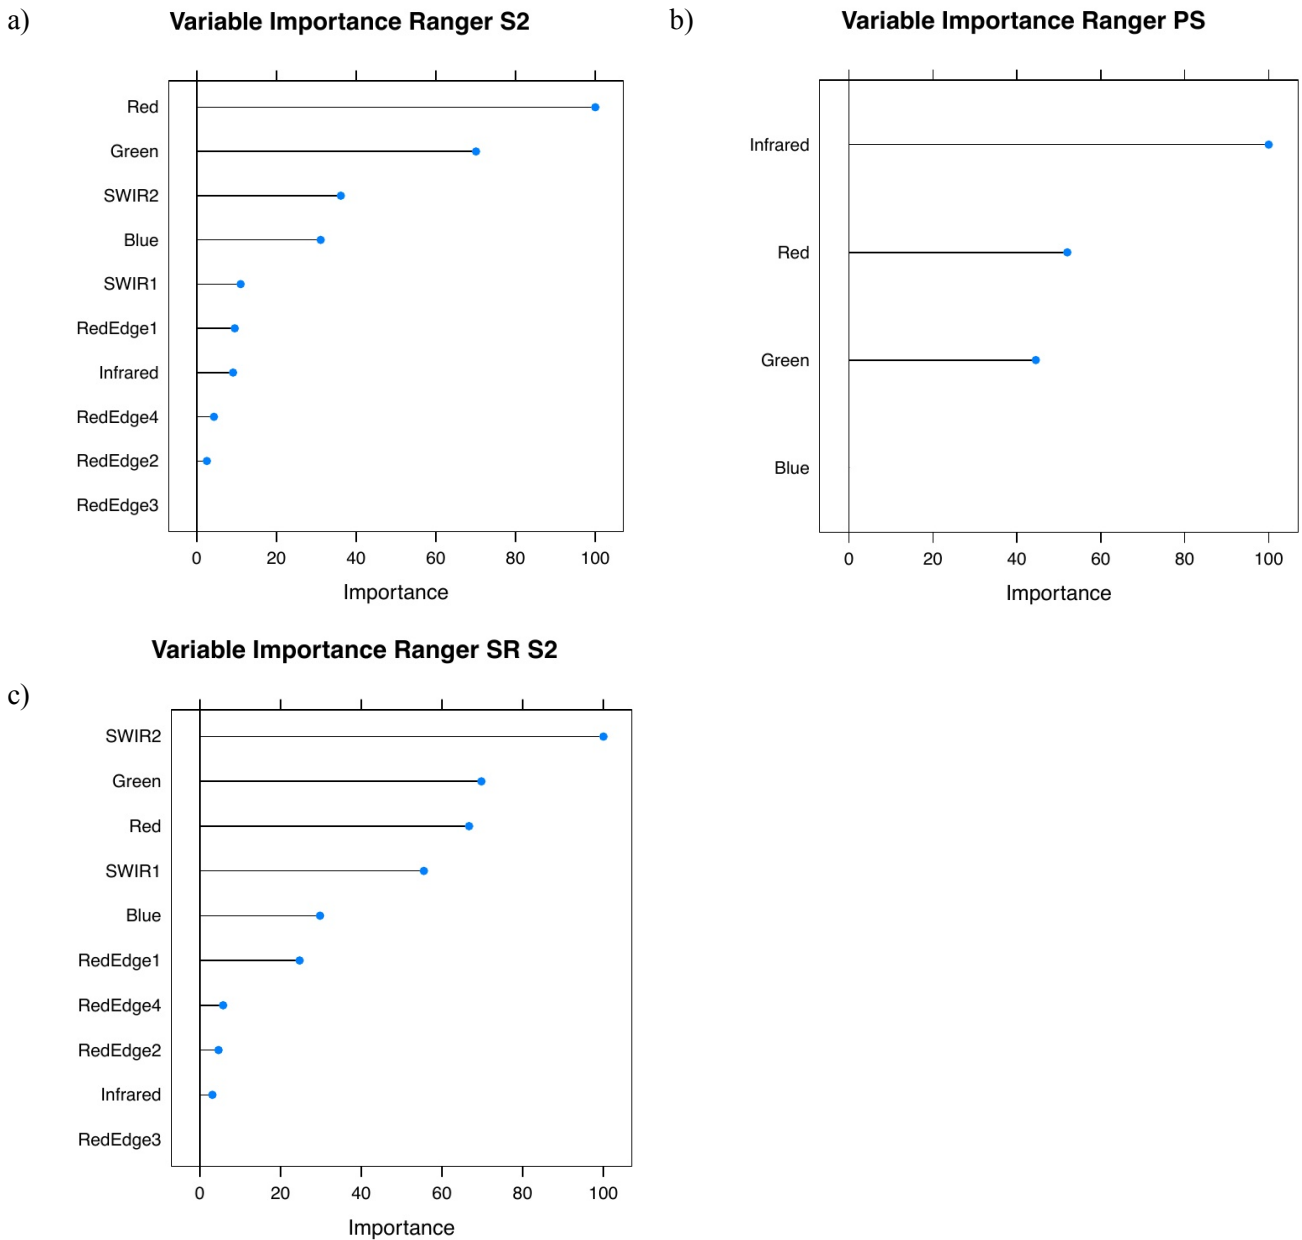 a)
Variable Importance Ranger S2
Red
Green
SWIR2
Blue
SWIR1
RedEdge1
Infrared
RedEdge4
RedEdge2
RedEdge3
0 20 40 60 80 100
Importance
b)
Variable Importance Ranger PS
Infrared
Red
Green
Blue
0 20 40 60 80 100
Importance
c)
Variable Importance Ranger SR S2
SWIR2
Green
Red
SWIR1
Blue
RedEdge1
RedEdge4
RedEdge2
Infrared
RedEdge3
0 20 40 60 80 100
Importance